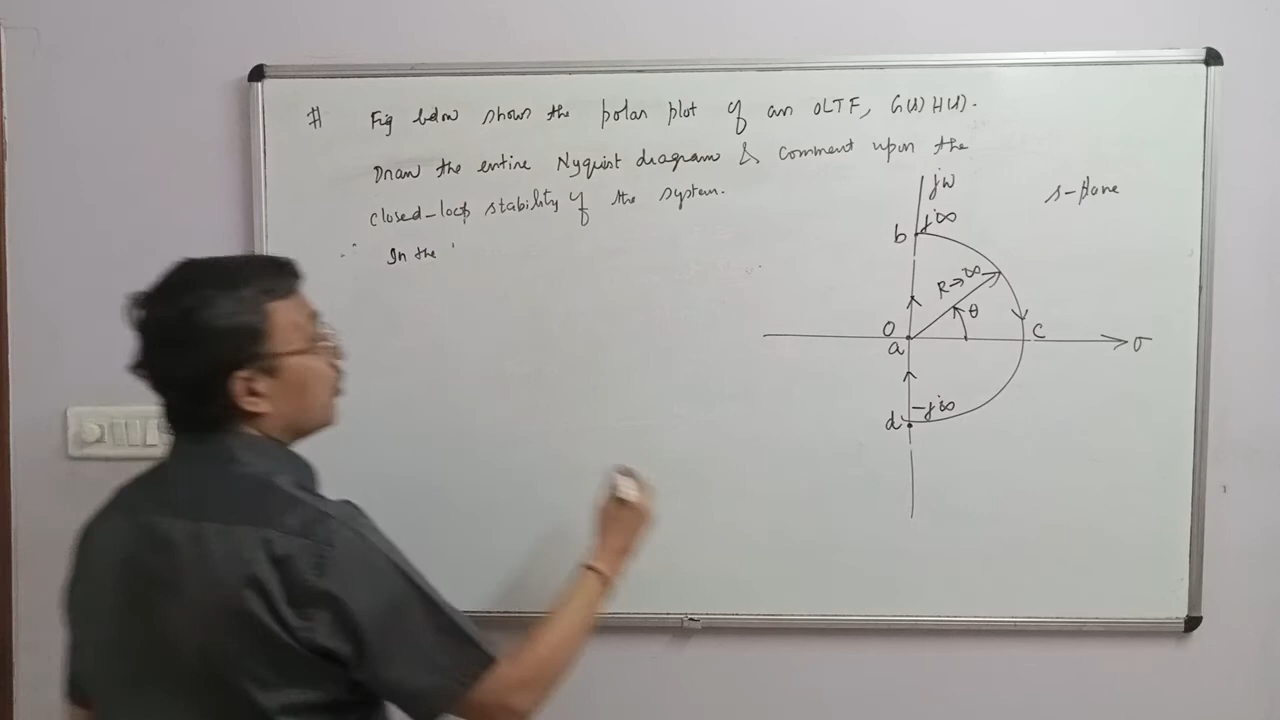 # Fig below shows the polar plot of an OLTF, G(s) H(s).
Draw the entire Nyquist diagram & comment upon the
closed-loop stability of the system.
∴ In the
jω
s-plane
b j∞
R→∞
θ
O
a
C
σ
-j∞
d